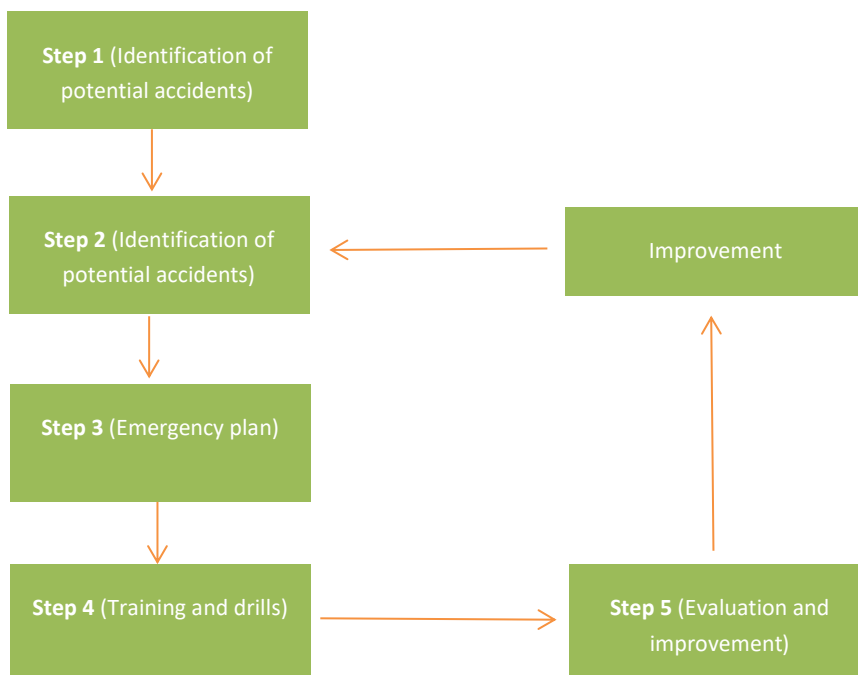 Step 1 (Identification of
potential accidents)
Step 2 (Identification of
potential accidents)
Improvement
Step 3 (Emergency plan)
Step 4 (Training and drills)
Step 5 (Evaluation and
improvement)